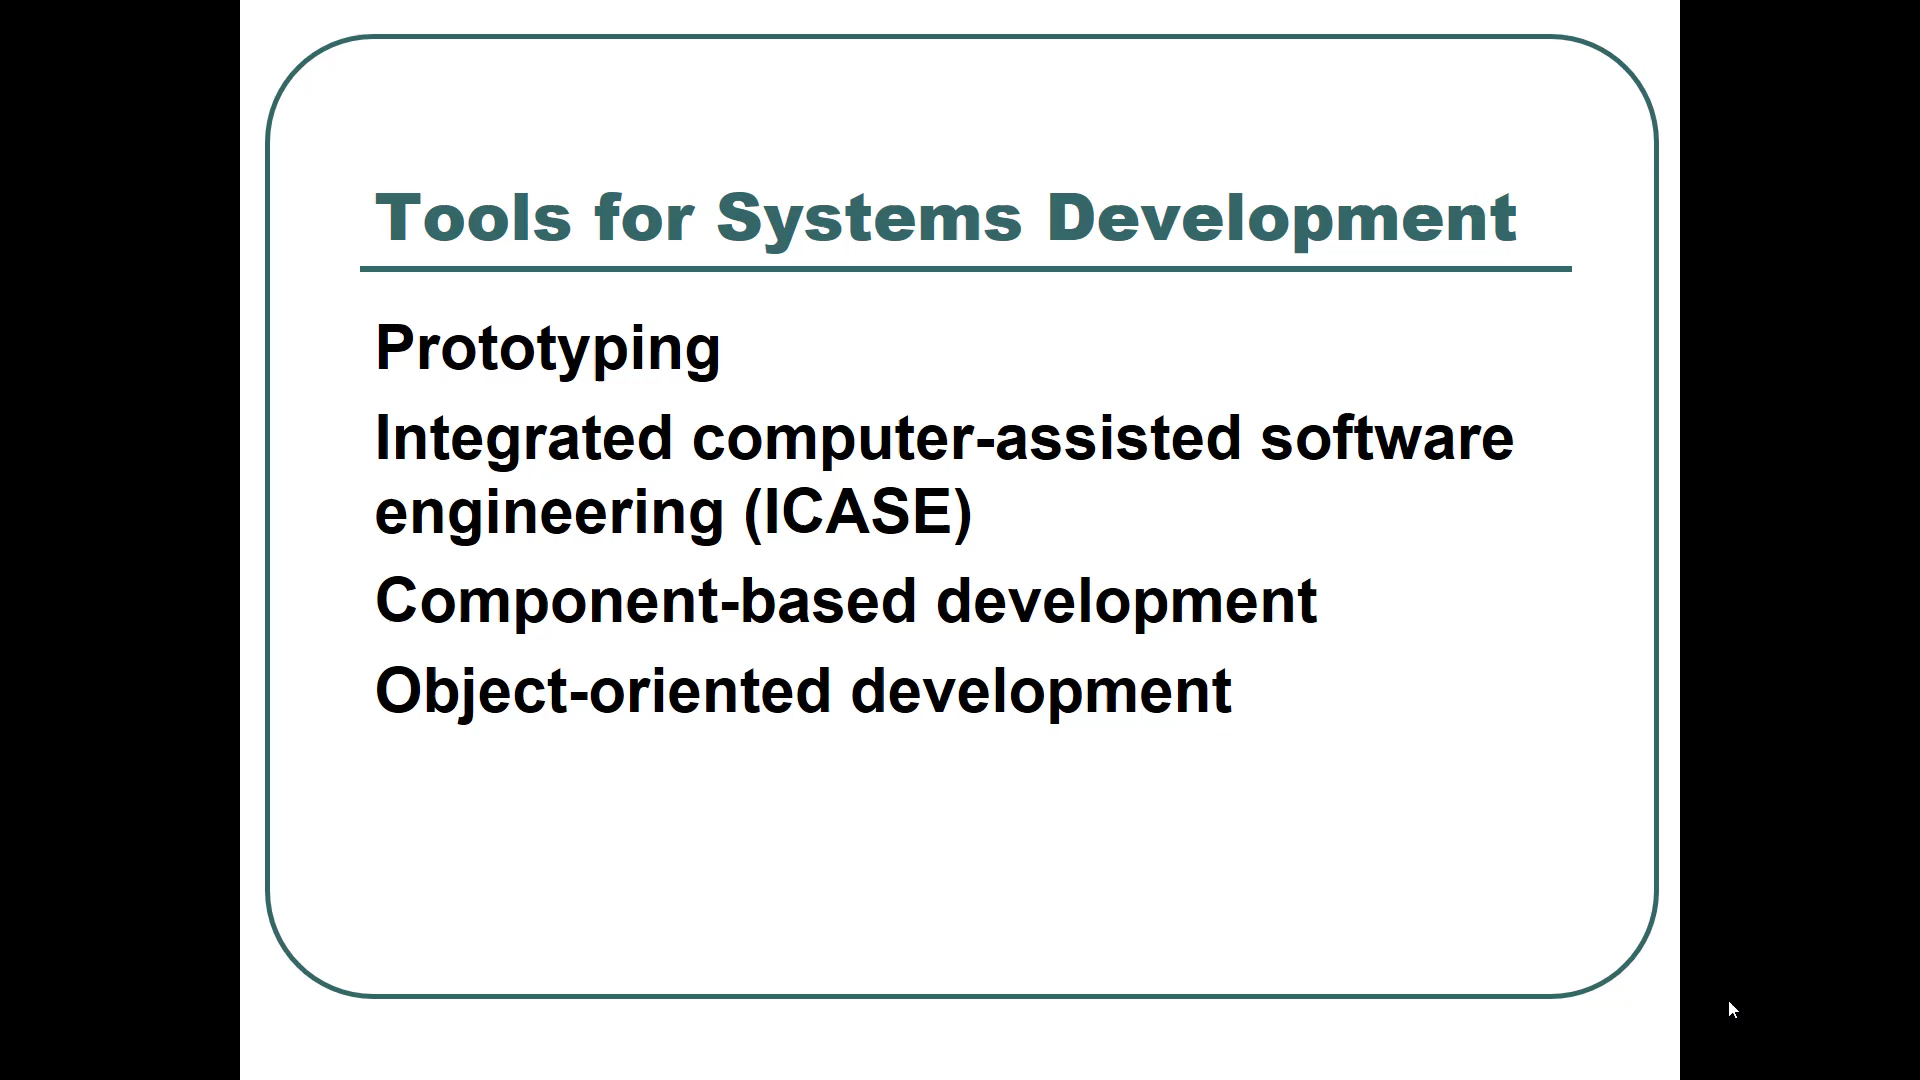 Tools for Systems Development
Prototyping
Integrated computer-assisted software
engineering (ICASE)
Component-based development
Object-oriented development